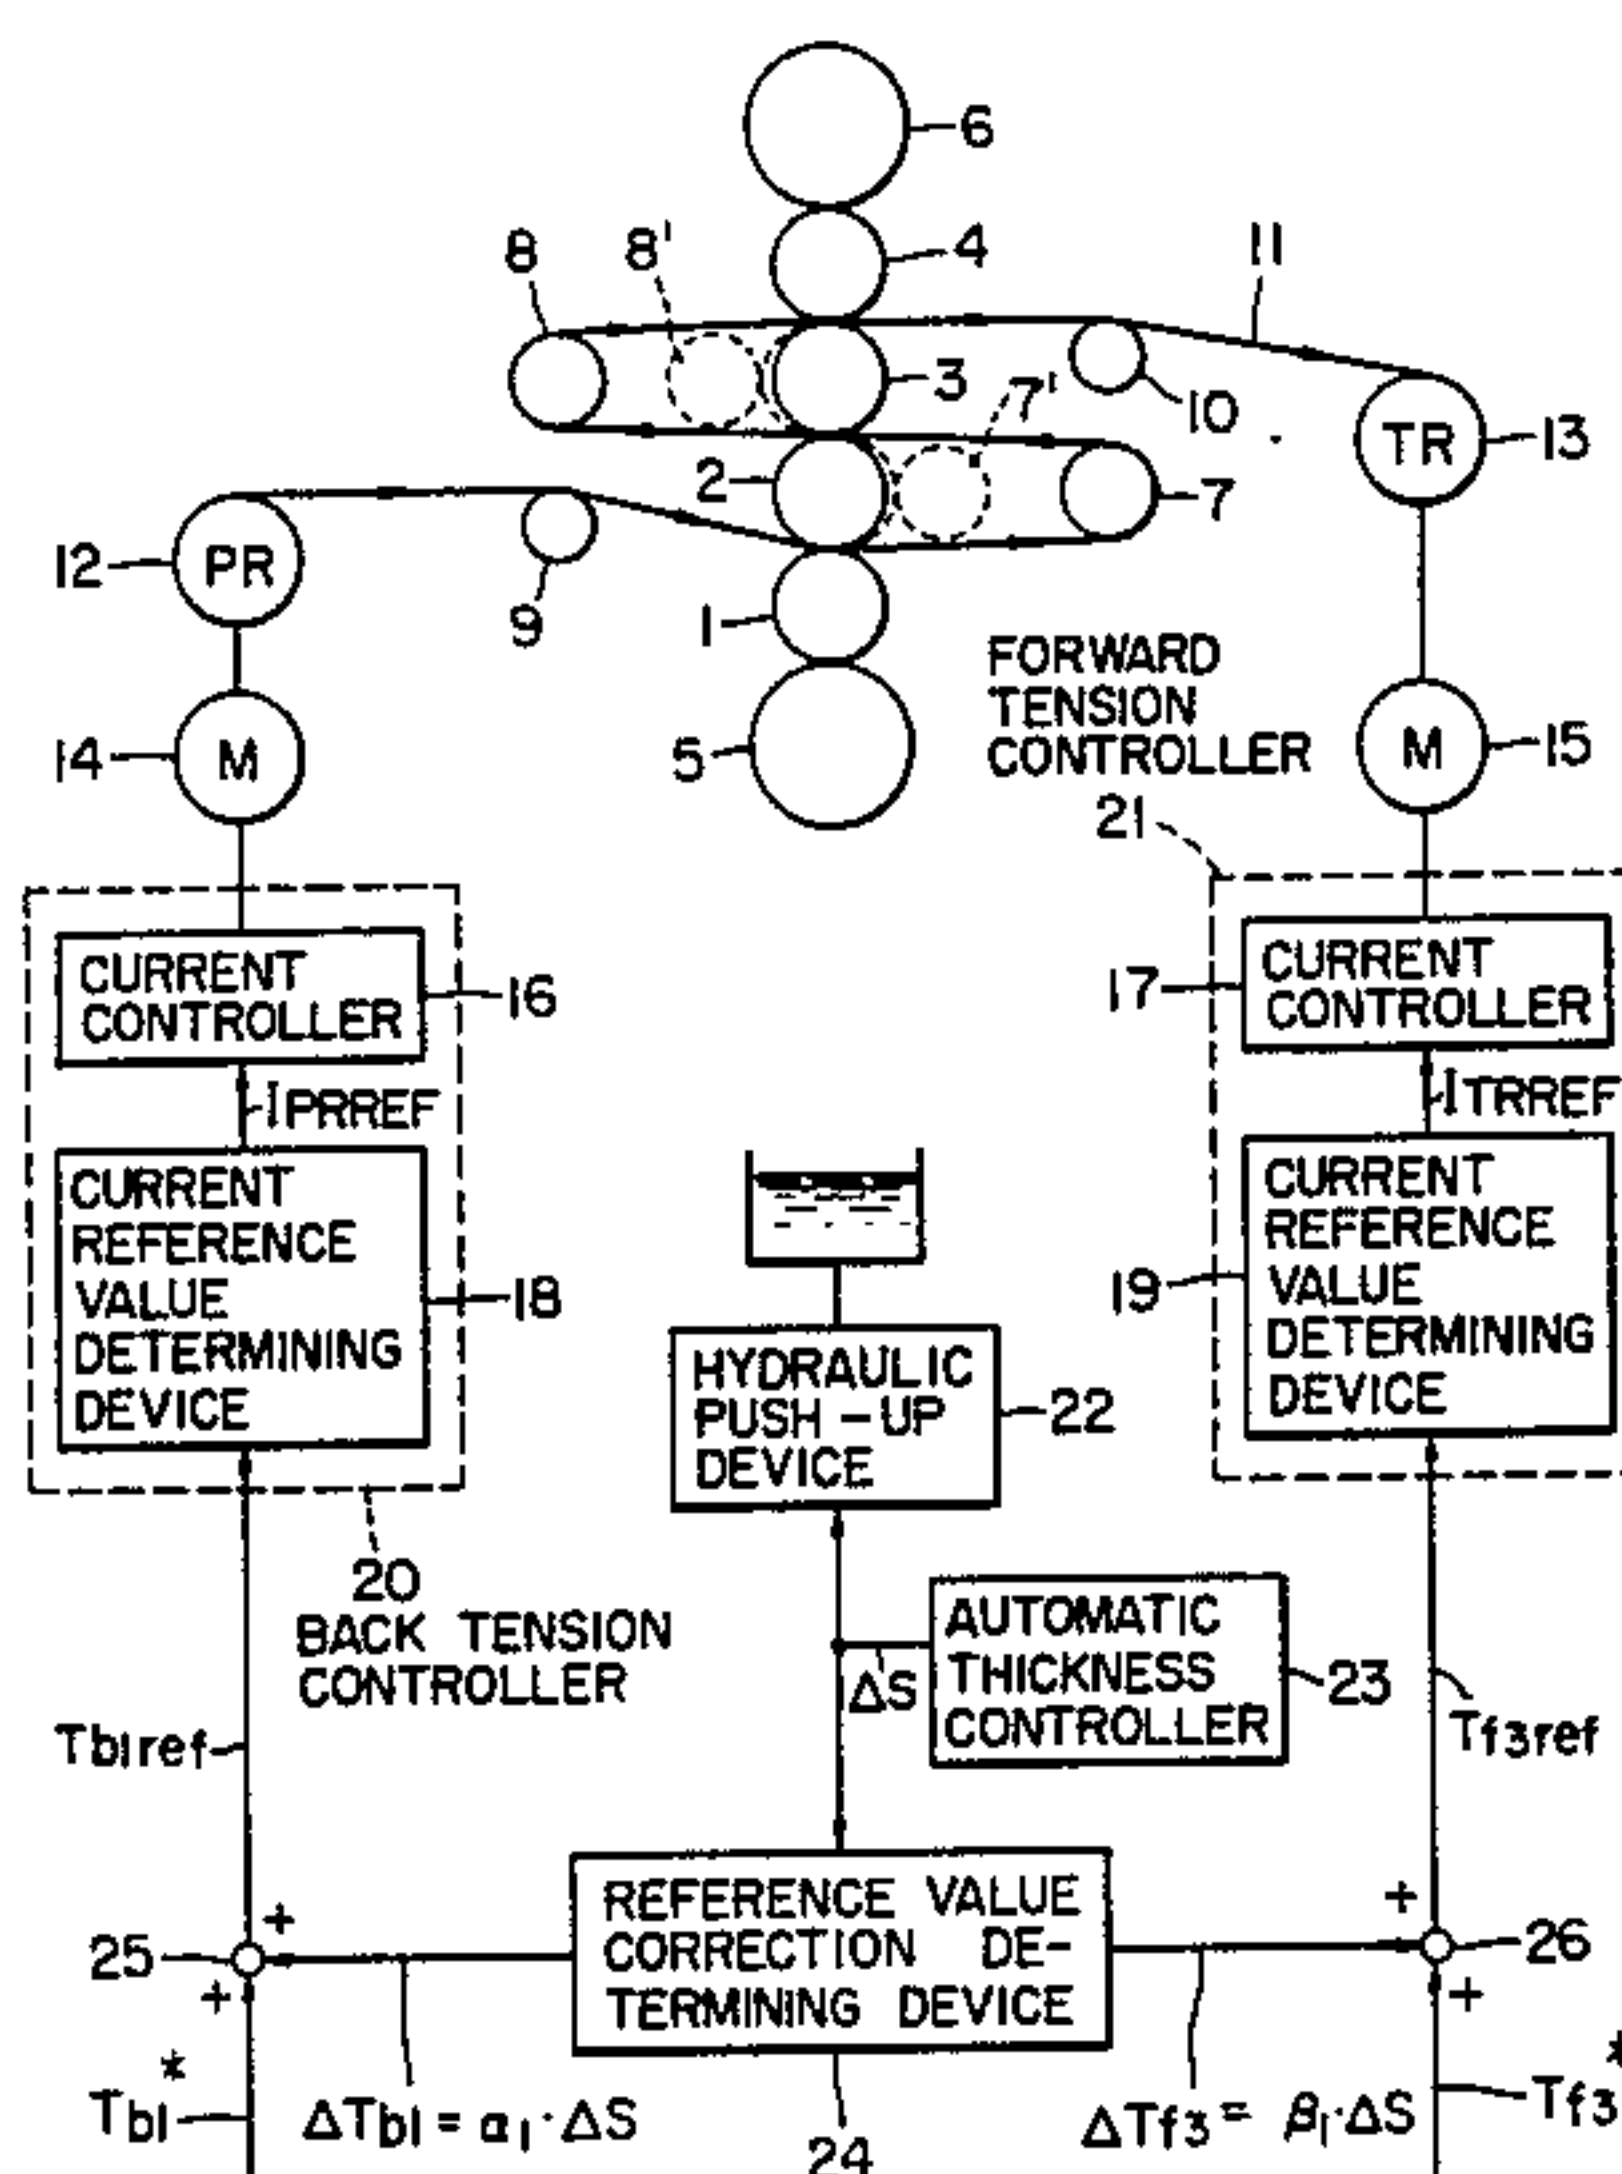 6
4
8
8'
11
3
7'
10
TR
13
2
7
12
PR
9
1
FORWARD
TENSION
CONTROLLER
14
M
5
M
15
21
CURRENT
CONTROLLER
16
17
CURRENT
CONTROLLER
IPRREF
ITRREF
CURRENT
REFERENCE
VALUE
DETERMINING
DEVICE
18
19
CURRENT
REFERENCE
VALUE
DETERMINING
DEVICE
HYDRAULIC
PUSH-UP
DEVICE
22
20
BACK TENSION
CONTROLLER
AUTOMATIC
THICKNESS
CONTROLLER
23
ΔS
Tb1ref
Tf3ref
REFERENCE VALUE
CORRECTION DE-
TERMINING DEVICE
+
25
+
+
26
+
Tb1*
ΔTb1 = α1·ΔS
24
ΔTf3 = β1·ΔS
Tf3*